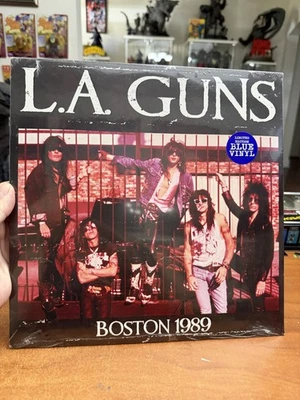 L.A. GUNS
LIMITED
EDITION
BLUE
VINYL
BOSTON 1989